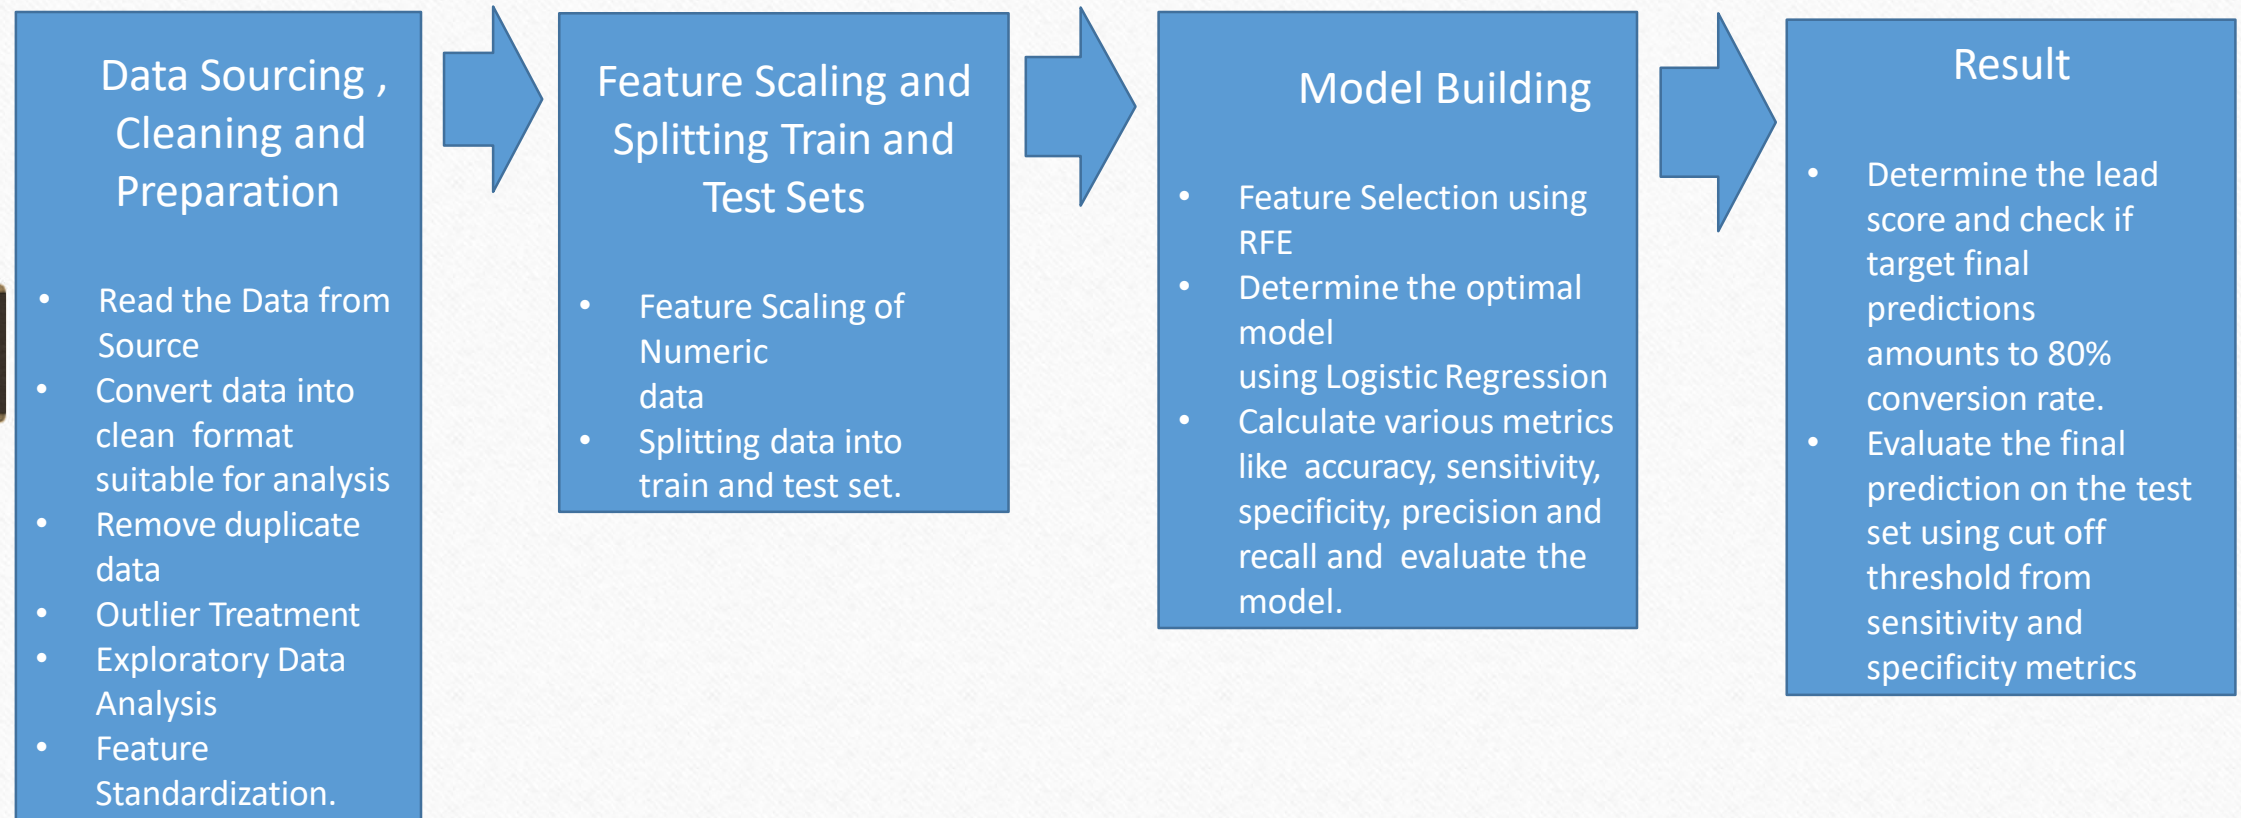 Data Sourcing ,
Cleaning and
Preparation
• Read the Data from
Source
• Convert data into
clean format
suitable for analysis
• Remove duplicate
data
• Outlier Treatment
• Exploratory Data
Analysis
• Feature
Standardization.
Feature Scaling and
Splitting Train and
Test Sets
• Feature Scaling of
Numeric
data
• Splitting data into
train and test set.
Model Building
• Feature Selection using
RFE
• Determine the optimal
model
using Logistic Regression
• Calculate various metrics
like accuracy, sensitivity,
specificity, precision and
recall and evaluate the
model.
Result
• Determine the lead
score and check if
target final
predictions
amounts to 80%
conversion rate.
• Evaluate the final
prediction on the test
set using cut off
threshold from
sensitivity and
specificity metrics